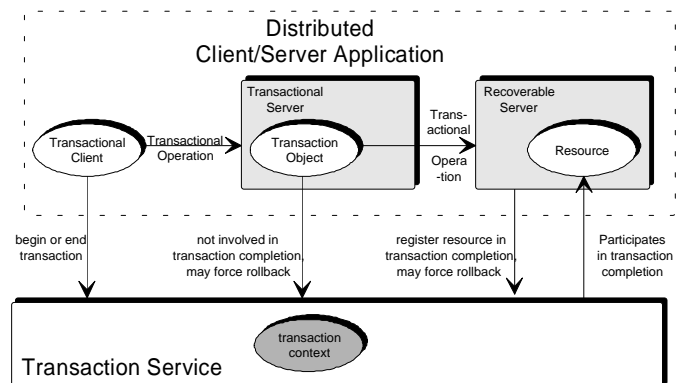 Distributed
Client/Server Application
Transactional
Server
Recoverable
Server
Transactional
Client
Transactional
Operation
Transaction
Object
Trans-
actional
Opera
-tion
Resource
begin or end
transaction
not involved in
transaction completion,
may force rollback
register resource in
transaction completion,
may force rollback
Participates
in transaction
completion
transaction
context
Transaction Service